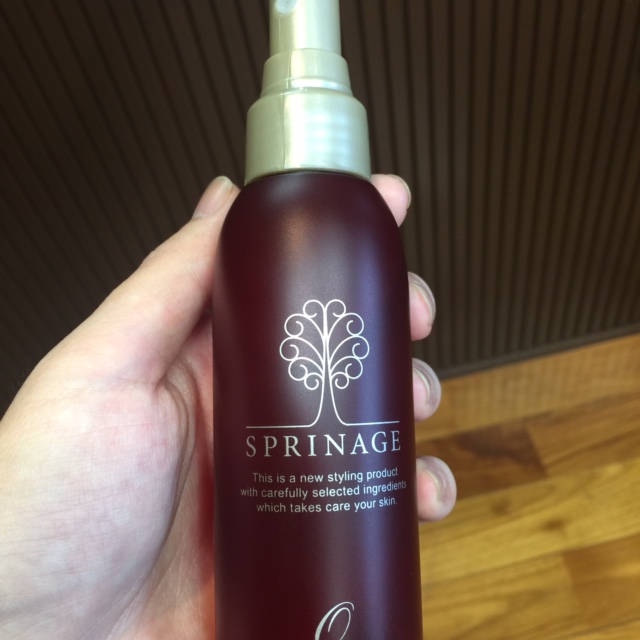 SPRINAGE
This is a new styling product
with carefully selected ingredients
which takes care your skin.